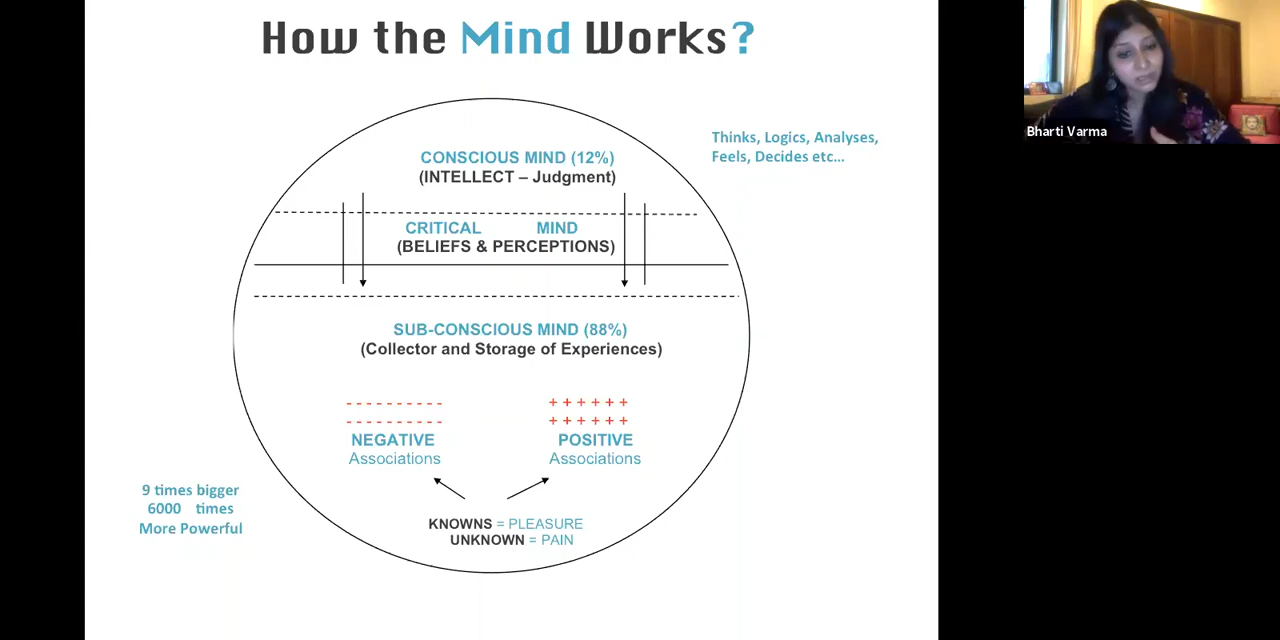 How the Mind Works?
Bharti Varma
Thinks, Logics, Analyses,
Feels, Decides etc...
CONSCIOUS MIND (12%)
(INTELLECT – Judgment)
CRITICAL MIND
(BELIEFS & PERCEPTIONS)
SUB-CONSCIOUS MIND (88%)
(Collector and Storage of Experiences)
- - - - - - - - - - + + + + + +
- - - - - - - - - - + + + + + +
NEGATIVE POSITIVE
Associations Associations
9 times bigger
6000 times
More Powerful
KNOWNS = PLEASURE
UNKNOWN = PAIN